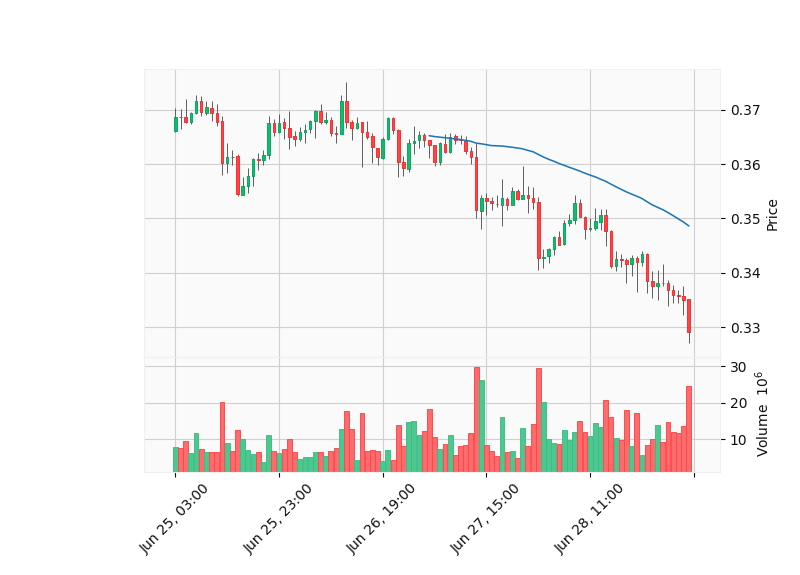 0.37
0.36
0.35
0.34
0.33
Price
30
20
10
Volume 10⁶
Jun 25, 03:00
Jun 25, 23:00
Jun 26, 19:00
Jun 27, 15:00
Jun 28, 11:00